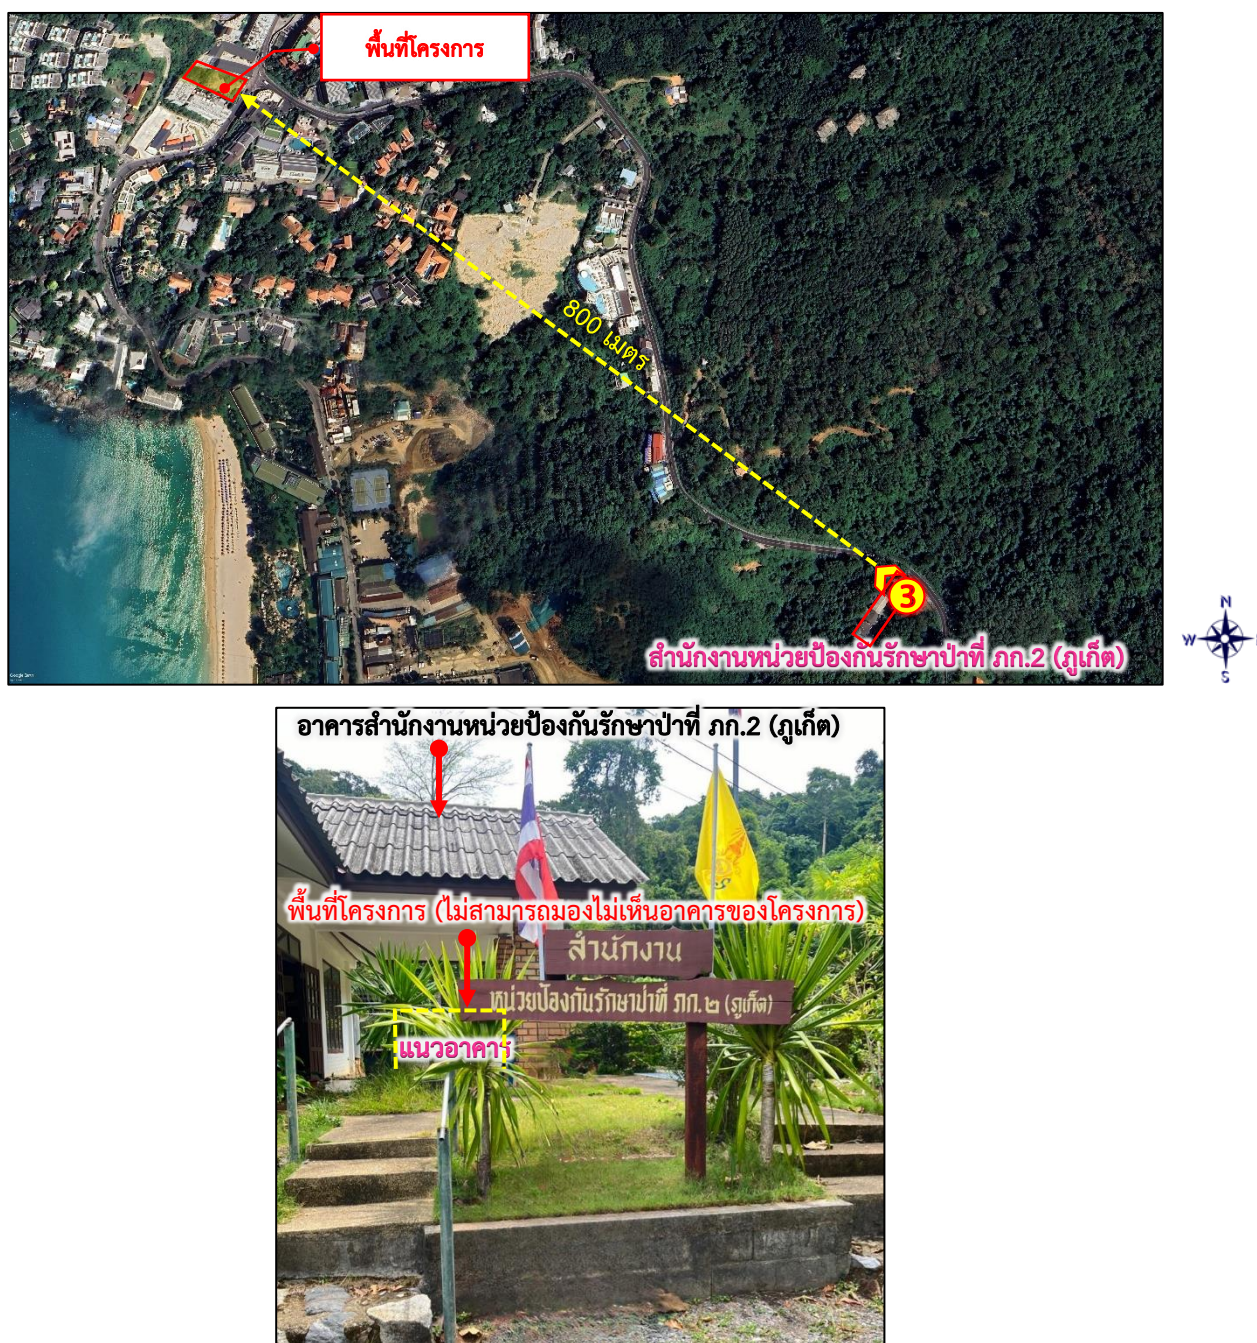 พื้นที่โครงการ
800 เมตร
3
สำนักงานหน่วยป้องกันรักษาป่าที่ ภก.2 (ภูเก็ต)
Google Earth
N
W
S
อาคารสำนักงานหน่วยป้องกันรักษาป่าที่ ภก.2 (ภูเก็ต)
พื้นที่โครงการ (ไม่สามารถมองไม่เห็นอาคารของโครงการ)
สำนักงาน
หน่วยป้องกันรักษาป่าที่ ภก.๒ (ภูเก็ต)
แนวอาคาร